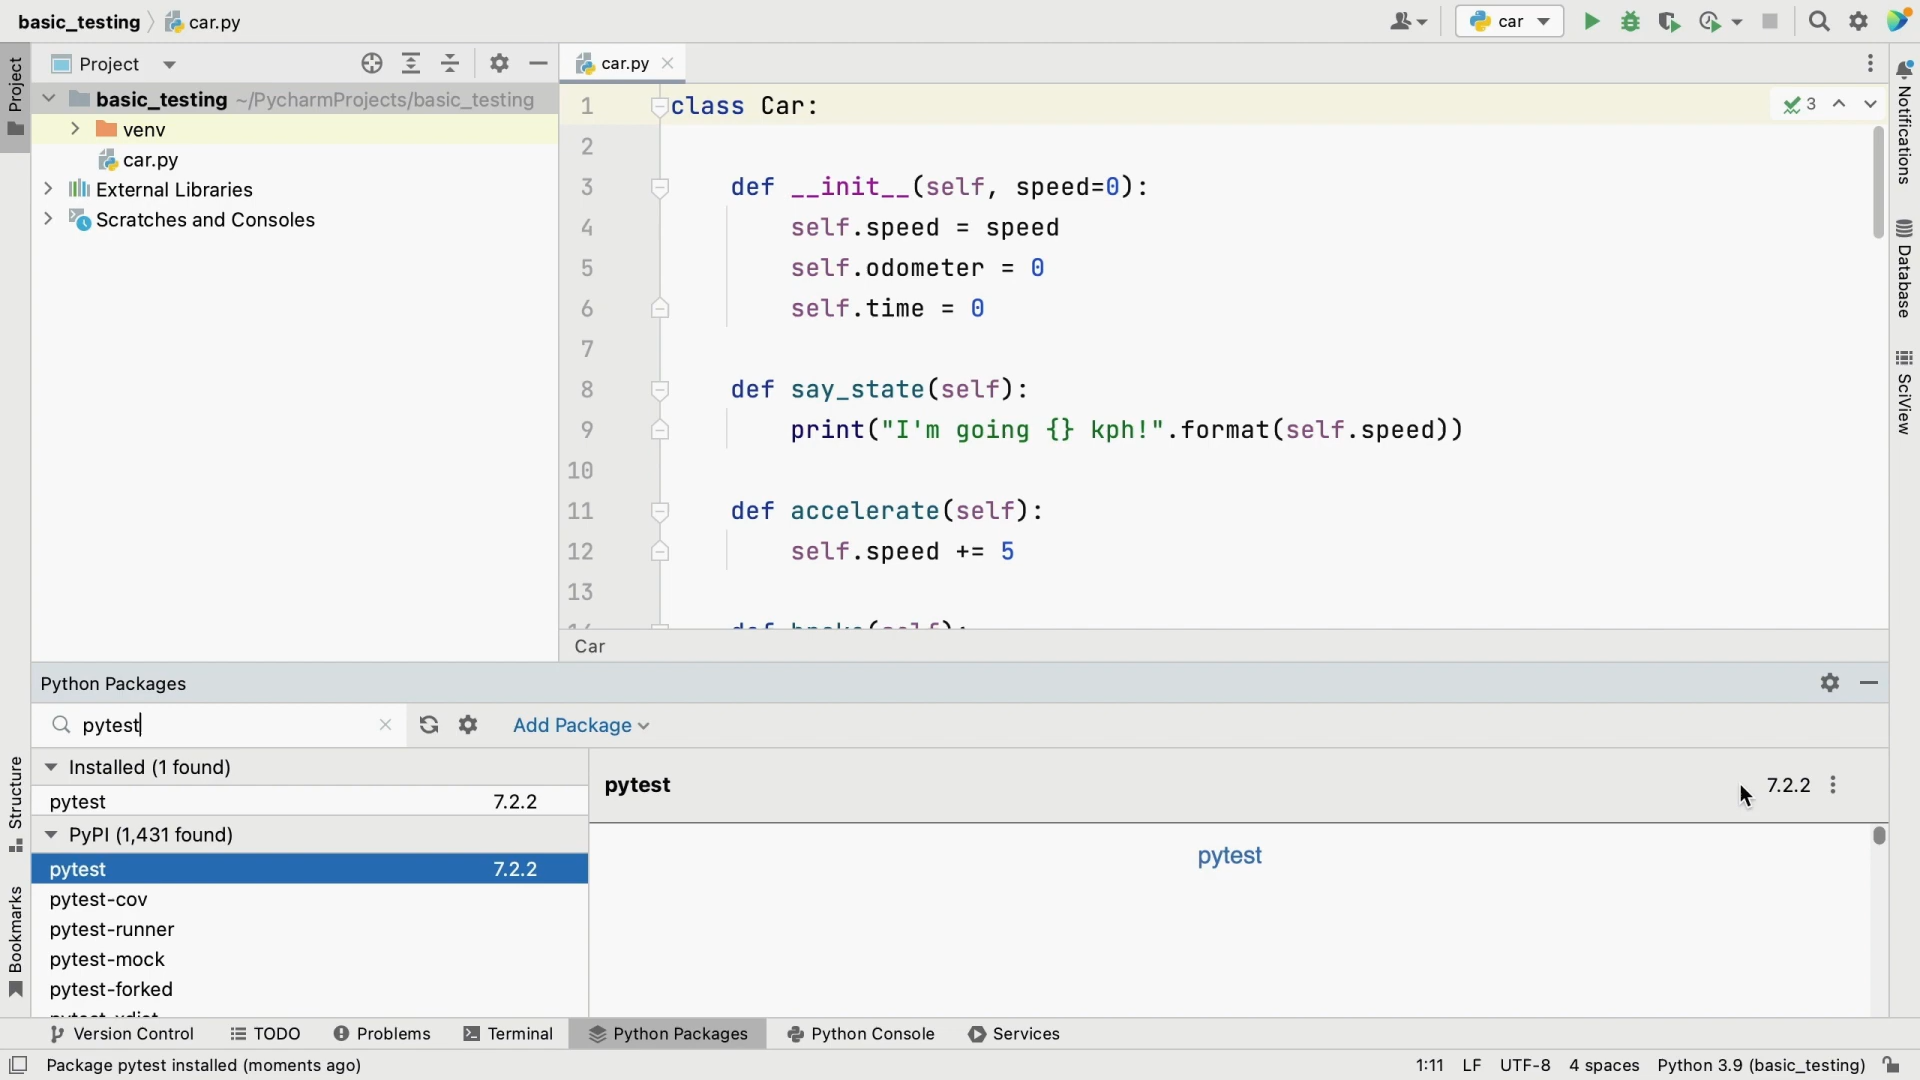 basic_testing car.py
car
Project
car.py
basic_testing ~/PycharmProjects/basic_testing
venv
car.py
External Libraries
Scratches and Consoles
1 class Car:
3
2
3 def __init__(self, speed=0):
4 self.speed = speed
5 self.odometer = 0
6 self.time = 0
7
8 def say_state(self):
9 print("I'm going {} kph!".format(self.speed))
10
11 def accelerate(self):
12 self.speed += 5
13
Car
Project
Structure
Bookmarks
Notifications
Database
SciView
Python Packages
pytest
Add Package
Installed (1 found)
pytest 7.2.2
PyPI (1,431 found)
pytest 7.2.2
pytest-cov
pytest-runner
pytest-mock
pytest-forked
pytest 7.2.2
pytest
Version Control TODO Problems Terminal Python Packages Python Console Services
Package pytest installed (moments ago) 1:11 LF UTF-8 4 spaces Python 3.9 (basic_testing)